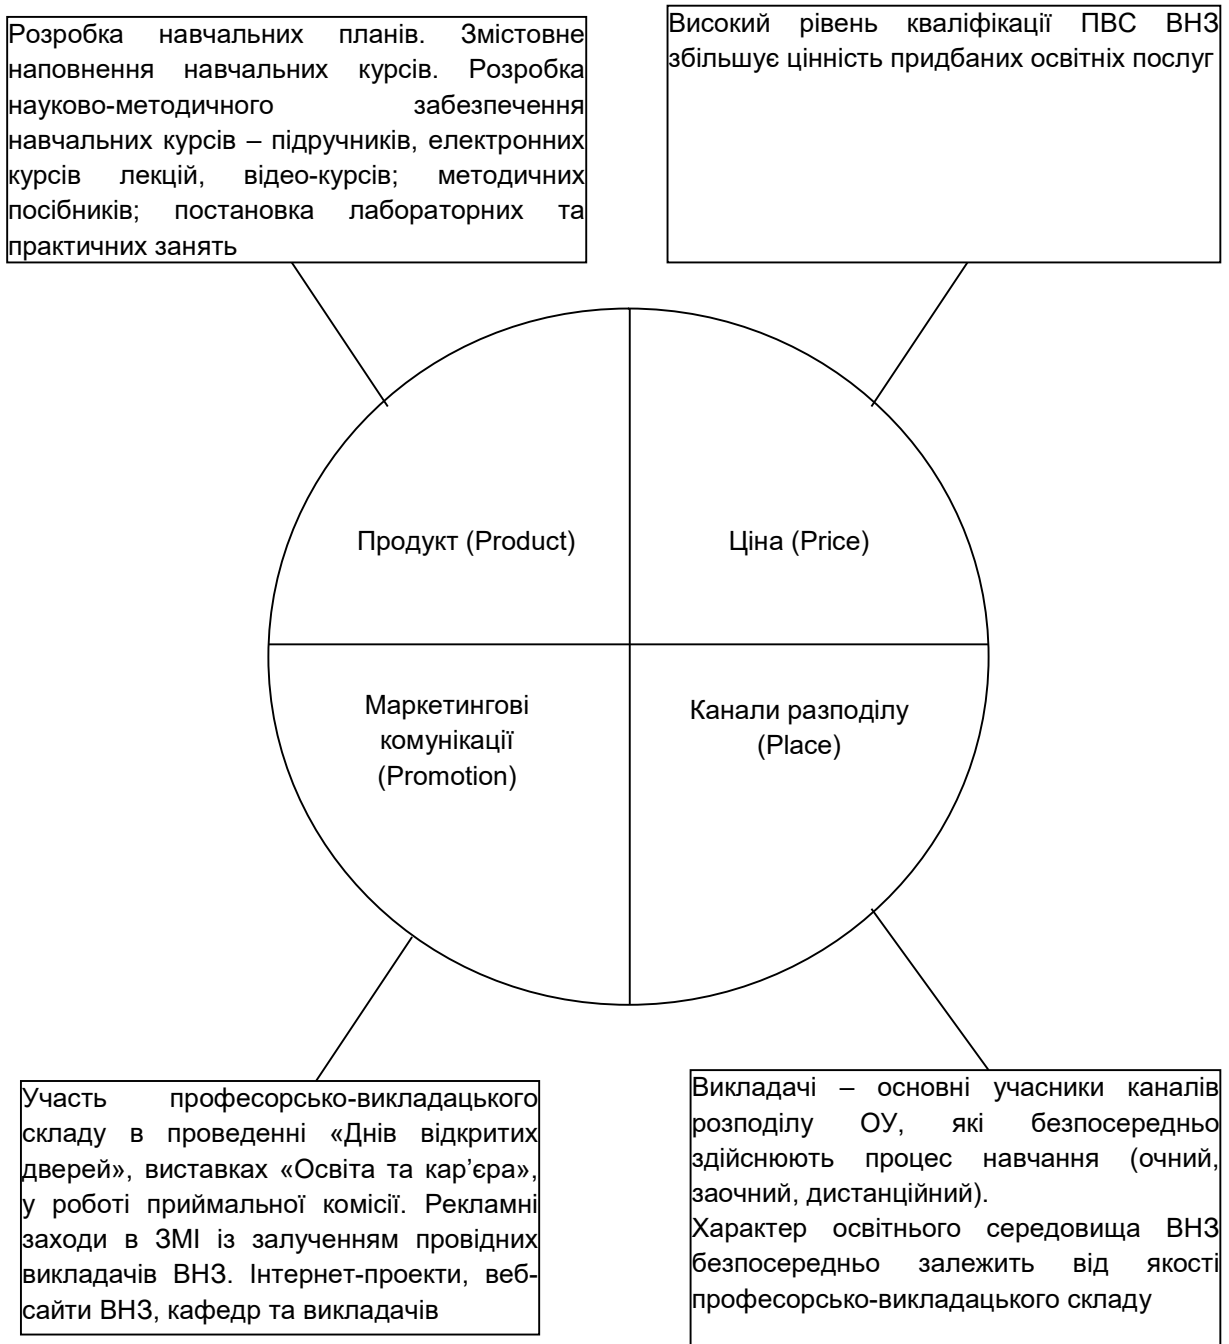 Розробка навчальних планів. Змістовне
наповнення навчальних курсів. Розробка
науково-методичного забезпечення
навчальних курсів – підручників, електронних
курсів лекцій, відео-курсів; методичних
посібників; постановка лабораторних та
практичних занять
Високий рівень кваліфікації ПВС ВНЗ
збільшує цінність придбаних освітніх послуг
Продукт (Product)
Ціна (Price)
Маркетингові
комунікації
(Promotion)
Канали разподілу
(Place)
Участь професорсько-викладацького
складу в проведенні «Днів відкритих
дверей», виставках «Освіта та кар’єра»,
у роботі приймальної комісії. Рекламні
заходи в ЗМІ із залученням провідних
викладачів ВНЗ. Інтернет-проекти, веб-
сайти ВНЗ, кафедр та викладачів
Викладачі – основні учасники каналів
розподілу ОУ, які безпосередньо
здійснюють процес навчання (очний,
заочний, дистанційний).
Характер освітнього середовища ВНЗ
безпосередньо залежить від якості
професорсько-викладацького складу